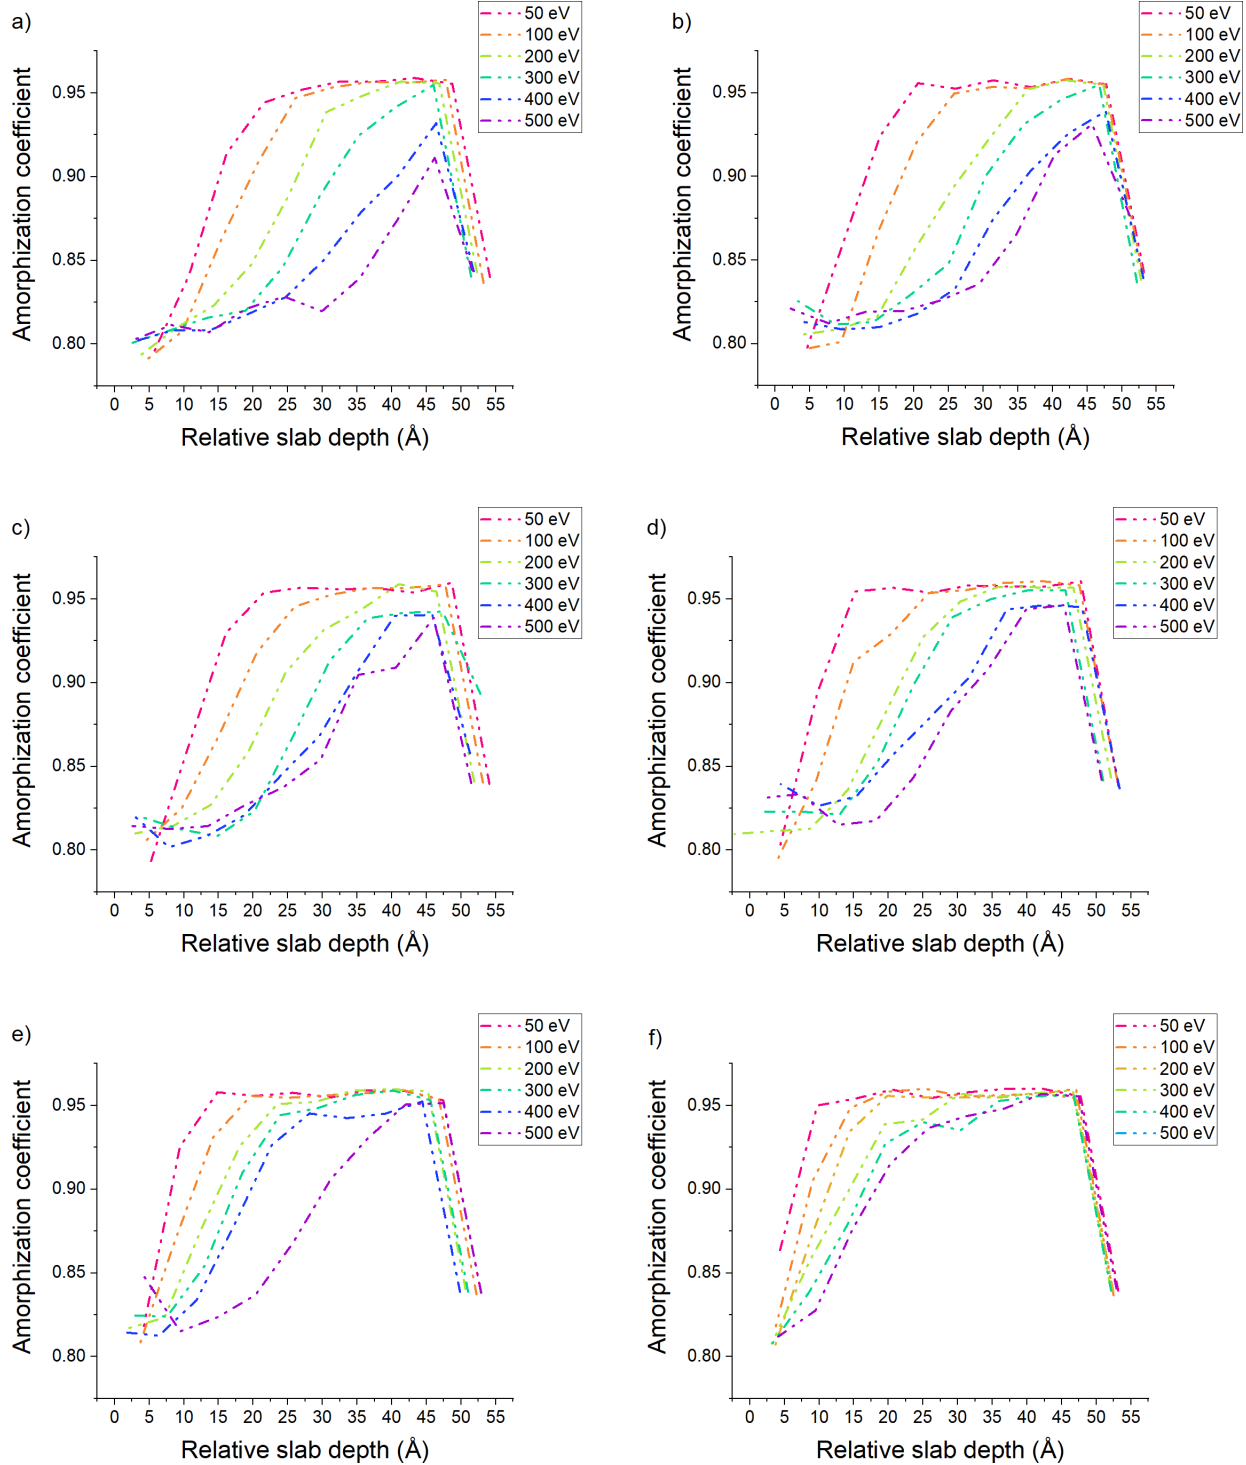 a)
50 eV
100 eV
200 eV
300 eV
400 eV
500 eV
Amorphization coefficient
0.95
0.90
0.85
0.80
0 5 10 15 20 25 30 35 40 45 50 55
Relative slab depth (Å)
b)
50 eV
100 eV
200 eV
300 eV
400 eV
500 eV
Amorphization coefficient
0.95
0.90
0.85
0.80
0 5 10 15 20 25 30 35 40 45 50 55
Relative slab depth (Å)
c)
50 eV
100 eV
200 eV
300 eV
400 eV
500 eV
Amorphization coefficient
0.95
0.90
0.85
0.80
0 5 10 15 20 25 30 35 40 45 50 55
Relative slab depth (Å)
d)
50 eV
100 eV
200 eV
300 eV
400 eV
500 eV
Amorphization coefficient
0.95
0.90
0.85
0.80
0 5 10 15 20 25 30 35 40 45 50 55
Relative slab depth (Å)
e)
50 eV
100 eV
200 eV
300 eV
400 eV
500 eV
Amorphization coefficient
0.95
0.90
0.85
0.80
0 5 10 15 20 25 30 35 40 45 50 55
Relative slab depth (Å)
f)
50 eV
100 eV
200 eV
300 eV
400 eV
500 eV
Amorphization coefficient
0.95
0.90
0.85
0.80
0 5 10 15 20 25 30 35 40 45 50 55
Relative slab depth (Å)